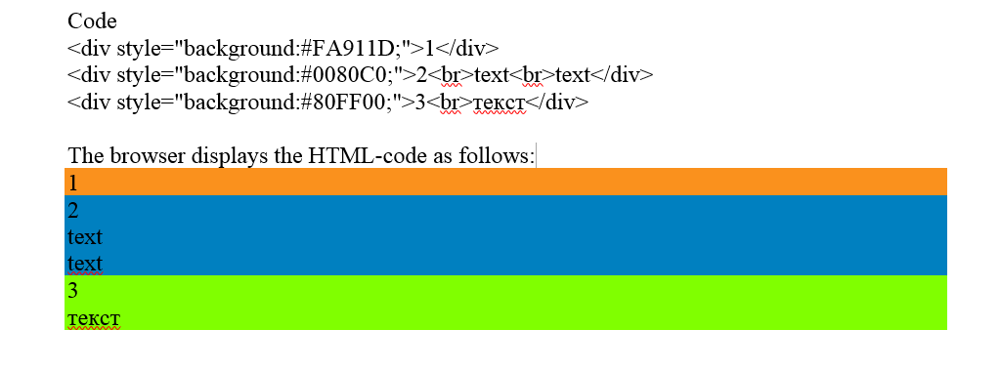 Code
<div style="background:#FA911D;">1</div>
<div style="background:#0080C0;">2<br>text<br>text</div>
<div style="background:#80FF00;">3<br>текст</div>
The browser displays the HTML-code as follows:
1
2
text
text
3
текст